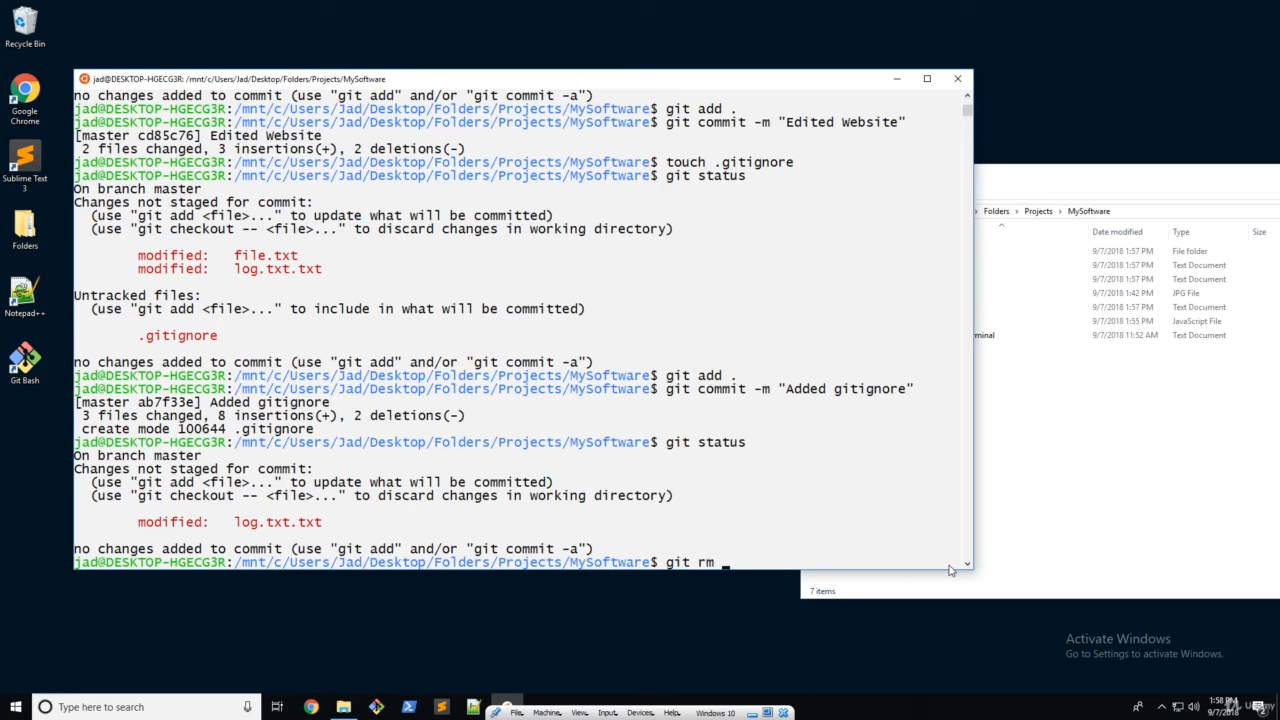 Recycle Bin
Google
Chrome
Sublime Text
3
Folders
Notepad++
Git Bash
jad@DESKTOP-HGECG3R: /mnt/c/Users/Jad/Desktop/Folders/Projects/MySoftware
no changes added to commit (use "git add" and/or "git commit -a")
jad@DESKTOP-HGECG3R:/mnt/c/Users/Jad/Desktop/Folders/Projects/MySoftware$ git add .
jad@DESKTOP-HGECG3R:/mnt/c/Users/Jad/Desktop/Folders/Projects/MySoftware$ git commit -m "Edited Website"
[master cd85c76] Edited Website
2 files changed, 3 insertions(+), 2 deletions(-)
jad@DESKTOP-HGECG3R:/mnt/c/Users/Jad/Desktop/Folders/Projects/MySoftware$ touch .gitignore
jad@DESKTOP-HGECG3R:/mnt/c/Users/Jad/Desktop/Folders/Projects/MySoftware$ git status
On branch master
Changes not staged for commit:
(use "git add <file>..." to update what will be committed)
(use "git checkout -- <file>..." to discard changes in working directory)
modified: file.txt
modified: log.txt.txt
Untracked files:
(use "git add <file>..." to include in what will be committed)
.gitignore
no changes added to commit (use "git add" and/or "git commit -a")
jad@DESKTOP-HGECG3R:/mnt/c/Users/Jad/Desktop/Folders/Projects/MySoftware$ git add .
jad@DESKTOP-HGECG3R:/mnt/c/Users/Jad/Desktop/Folders/Projects/MySoftware$ git commit -m "Added gitignore"
[master ab7f33e] Added gitignore
3 files changed, 8 insertions(+), 2 deletions(-)
create mode 100644 .gitignore
jad@DESKTOP-HGECG3R:/mnt/c/Users/Jad/Desktop/Folders/Projects/MySoftware$ git status
On branch master
Changes not staged for commit:
(use "git add <file>..." to update what will be committed)
(use "git checkout -- <file>..." to discard changes in working directory)
modified: log.txt.txt
no changes added to commit (use "git add" and/or "git commit -a")
jad@DESKTOP-HGECG3R:/mnt/c/Users/Jad/Desktop/Folders/Projects/MySoftware$ git rm _
Folders > Projects > MySoftware
Date modified Type Size
9/7/2018 1:57 PM File folder
9/7/2018 1:57 PM Text Document
9/7/2018 1:57 PM Text Document
9/7/2018 1:42 PM JPG File
9/7/2018 1:57 PM Text Document
9/7/2018 1:55 PM JavaScript File
rminal 9/7/2018 11:52 AM Text Document
7 items
Activate Windows
Go to Settings to activate Windows.
Type here to search
File Machine View Input Devices Help Windows 10
1:58 PM
9/7/2018
Udemy